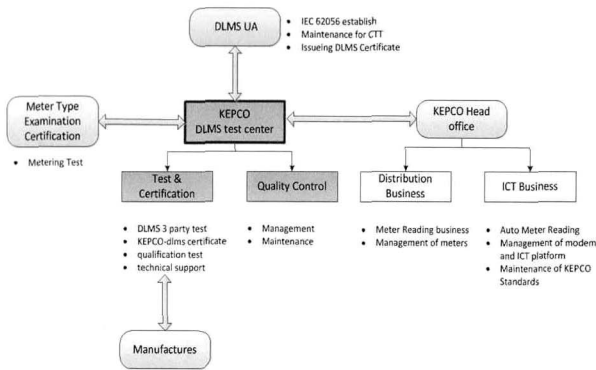 DLMS UA
• IEC 62056 establish
• Maintenance for CTT
• Issueing DLMS Certificate
Meter Type
Examination
Certification
• Metering Test
KEPCO
DLMS test center
KEPCO Head
office
Test &
Certification
Quality Control
Distribution
Business
ICT Business
• DLMS 3 party test
• KEPCO-dlms certificate
• qualification test
• technical support
• Management
• Maintenance
• Meter Reading business
• Management of meters
• Auto Meter Reading
• Management of modem
and ICT platform
• Maintenance of KEPCO
Standards
Manufactures